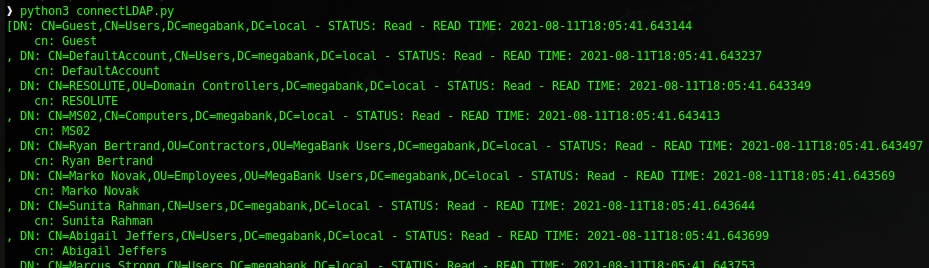 ❯ python3 connectLDAP.py
[DN: CN=Guest,CN=Users,DC=megabank,DC=local - STATUS: Read - READ TIME: 2021-08-11T18:05:41.643144
    cn: Guest
, DN: CN=DefaultAccount,CN=Users,DC=megabank,DC=local - STATUS: Read - READ TIME: 2021-08-11T18:05:41.643237
    cn: DefaultAccount
, DN: CN=RESOLUTE,OU=Domain Controllers,DC=megabank,DC=local - STATUS: Read - READ TIME: 2021-08-11T18:05:41.643349
    cn: RESOLUTE
, DN: CN=MS02,CN=Computers,DC=megabank,DC=local - STATUS: Read - READ TIME: 2021-08-11T18:05:41.643413
    cn: MS02
, DN: CN=Ryan Bertrand,OU=Contractors,OU=MegaBank Users,DC=megabank,DC=local - STATUS: Read - READ TIME: 2021-08-11T18:05:41.643497
    cn: Ryan Bertrand
, DN: CN=Marko Novak,OU=Employees,OU=MegaBank Users,DC=megabank,DC=local - STATUS: Read - READ TIME: 2021-08-11T18:05:41.643569
    cn: Marko Novak
, DN: CN=Sunita Rahman,CN=Users,DC=megabank,DC=local - STATUS: Read - READ TIME: 2021-08-11T18:05:41.643644
    cn: Sunita Rahman
, DN: CN=Abigail Jeffers,CN=Users,DC=megabank,DC=local - STATUS: Read - READ TIME: 2021-08-11T18:05:41.643699
    cn: Abigail Jeffers
, DN: CN=Marcus Strong,CN=Users,DC=megabank,DC=local - STATUS: Read - READ TIME: 2021-08-11T18:05:41.643753